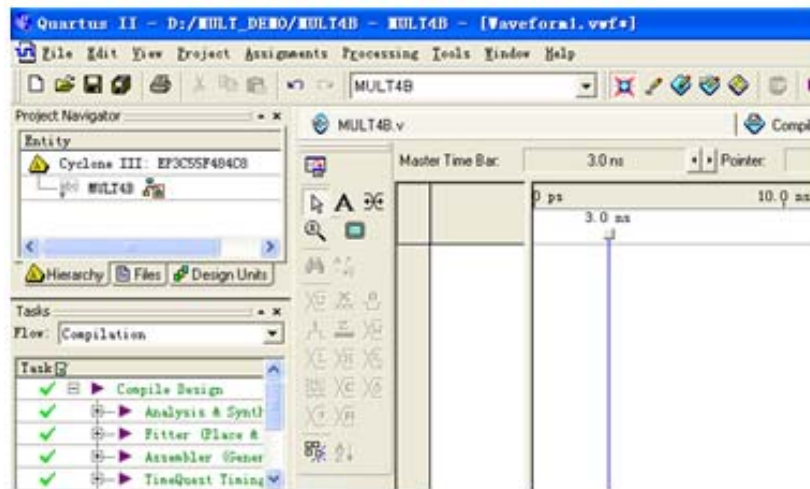 Quartus II - D:/MULT_DEMO/MULT4B - MULT4B - [Waveform1.vwf*]
File Edit View Project Assignments Processing Tools Window Help
MULT4B
Project Navigator
Entity
Cyclone III: EP3C55F484C8
MULT4B
Hierarchy Files Design Units
Tasks
Flow: Compilation
Task
Compile Design
Analysis & Synth
Fitter (Place &
Assembler (Gener
TimeQuest Timing
MULT4B.v
Compil
Master Time Bar: 3.0 ns Pointer:
0 ps 10.0 ns
3.0 ns